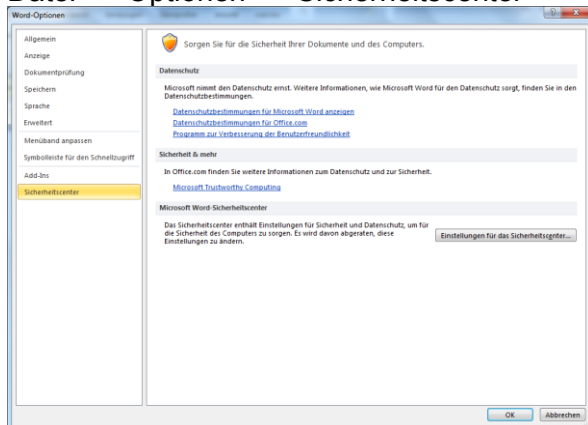 Datei Optionen Sicherheitscenter
Word-Optionen
Allgemein
Anzeige
Dokumentprüfung
Speichern
Sprache
Erweitert
Menüband anpassen
Symbolleiste für den Schnellzugriff
Add-Ins
Sicherheitscenter
Sorgen Sie für die Sicherheit Ihrer Dokumente und des Computers.
Datenschutz
Microsoft nimmt den Datenschutz ernst. Weitere Informationen, wie Microsoft Word für den Datenschutz sorgt, finden Sie in den
Datenschutzbestimmungen.
Datenschutzbestimmungen für Microsoft Word anzeigen
Datenschutzbestimmungen für Office.com
Programm zur Verbesserung der Benutzerfreundlichkeit
Sicherheit & mehr
In Office.com finden Sie weitere Informationen zum Datenschutz und zur Sicherheit.
Microsoft Trustworthy Computing
Microsoft Word-Sicherheitscenter
Das Sicherheitscenter enthält Einstellungen für Sicherheit und Datenschutz, um für
die Sicherheit des Computers zu sorgen. Es wird davon abgeraten, diese
Einstellungen zu ändern.
Einstellungen für das Sicherheitscenter...
OK Abbrechen